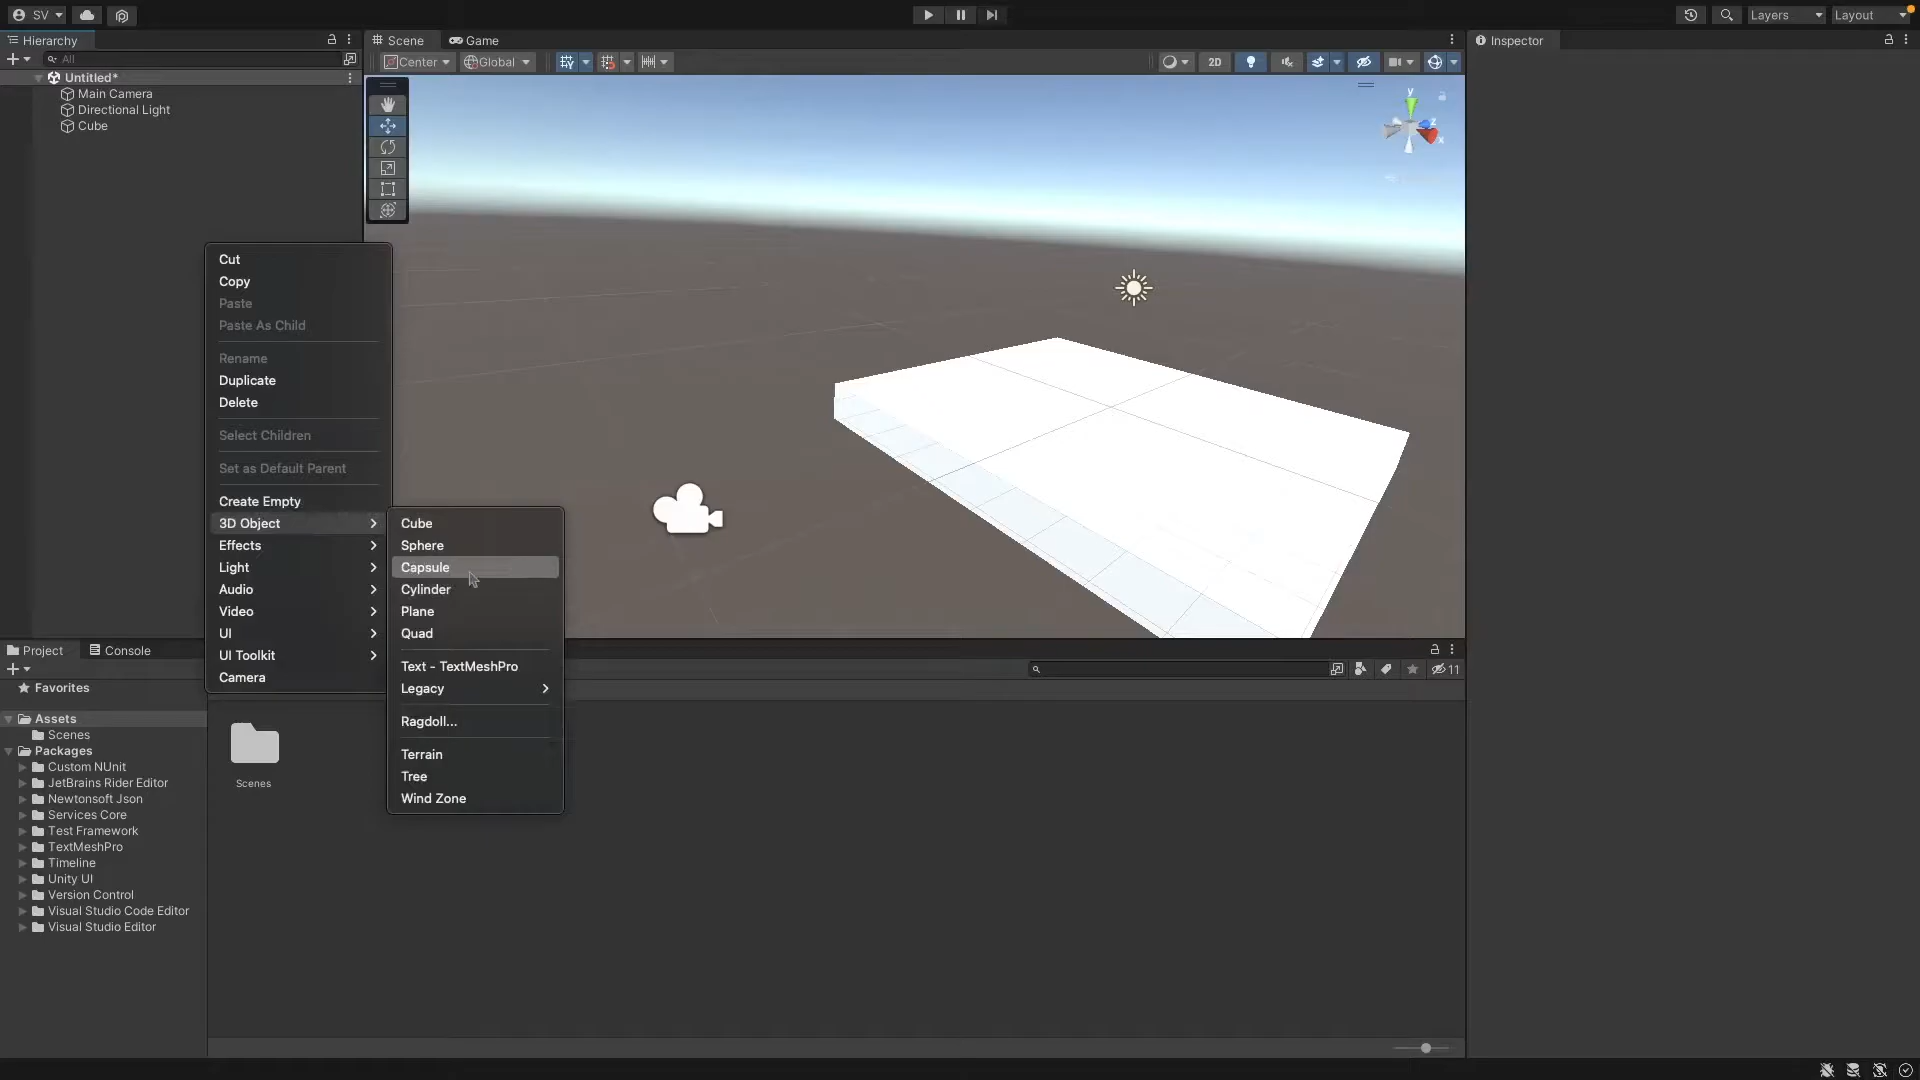 SV
Layers
Layout
Hierarchy
All
Untitled*
Main Camera
Directional Light
Cube
Scene
Game
Center
Global
2D
y
z
x
Inspector
Cut
Copy
Paste
Paste As Child
Rename
Duplicate
Delete
Select Children
Set as Default Parent
Create Empty
3D Object
Effects
Light
Audio
Video
UI
UI Toolkit
Camera
Cube
Sphere
Capsule
Cylinder
Plane
Quad
Text - TextMeshPro
Legacy
Ragdoll...
Terrain
Tree
Wind Zone
Project
Console
11
Favorites
Assets
Scenes
Packages
Custom NUnit
JetBrains Rider Editor
Newtonsoft Json
Services Core
Test Framework
TextMeshPro
Timeline
Unity UI
Version Control
Visual Studio Code Editor
Visual Studio Editor
Scenes